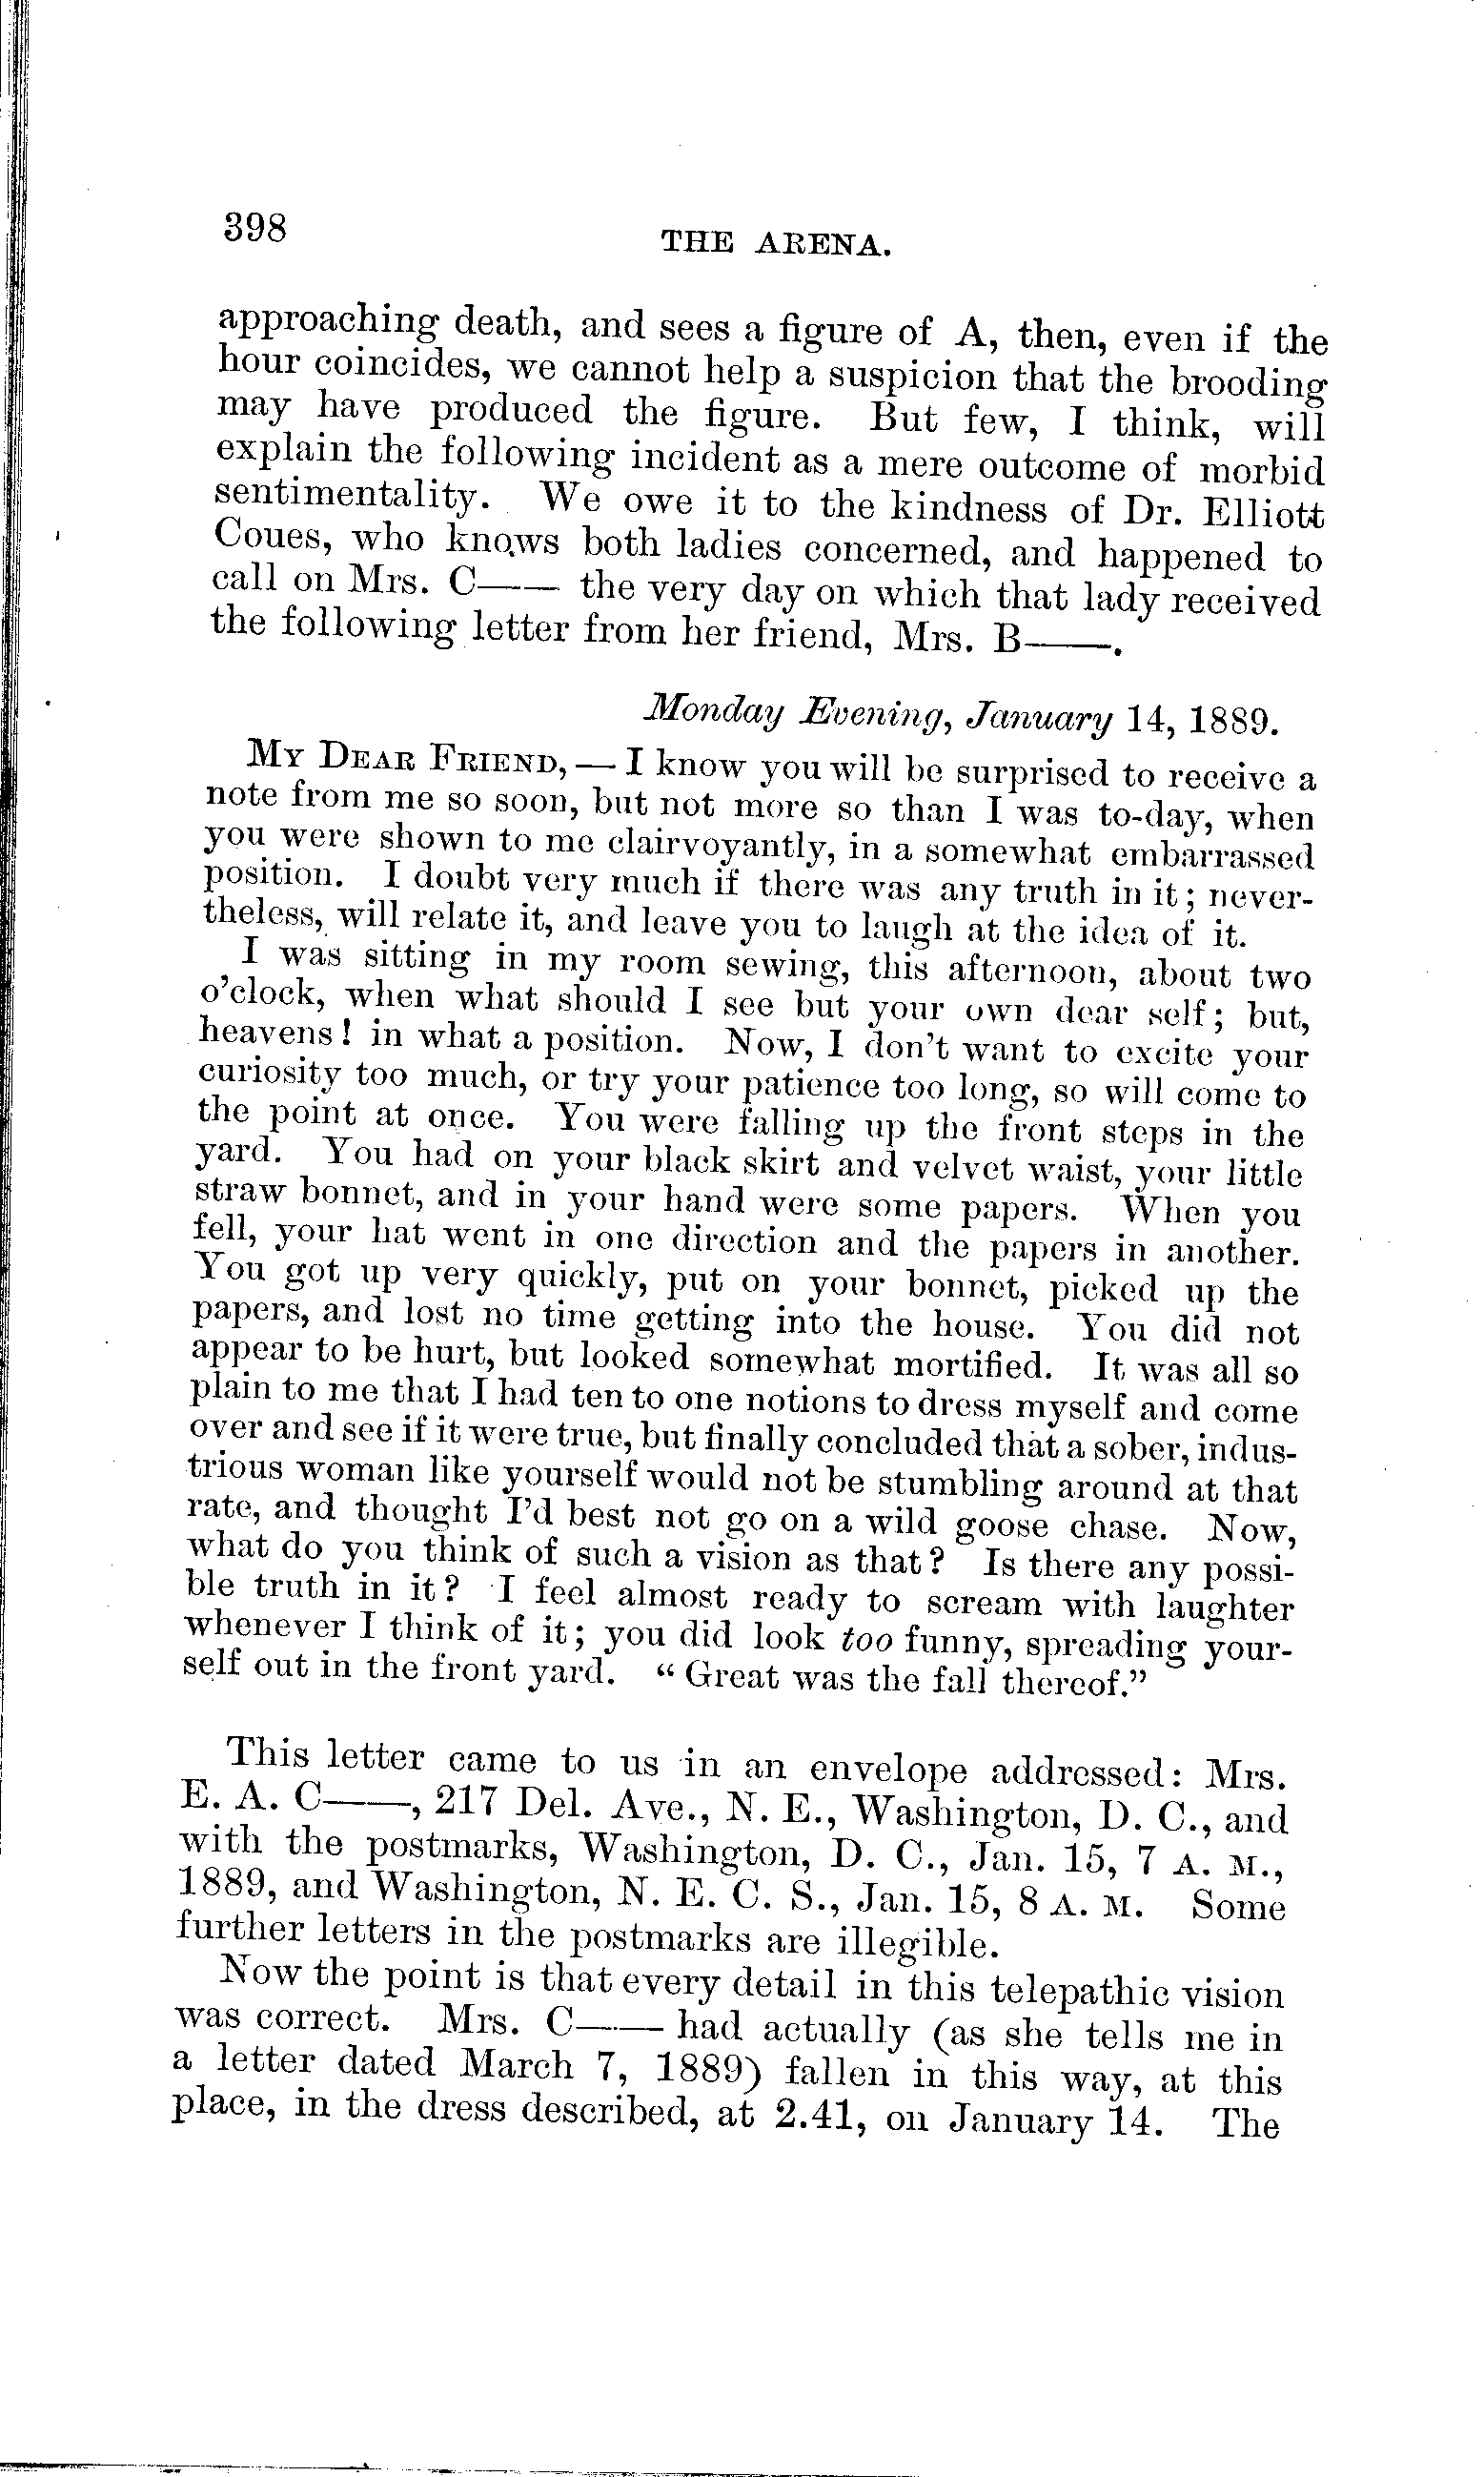 398
THE ARENA.
approaching death, and sees a figure of A, then, even if the
hour coincides, we cannot help a suspicion that the brooding
may have produced the figure. But few, I think, will
explain the following incident as a mere outcome of morbid
sentimentality. We owe it to the kindness of Dr. Elliott
Coues, who knows both ladies concerned, and happened to
call on Mrs. C—— the very day on which that lady received
the following letter from her friend, Mrs. B——.
Monday Evening, January 14, 1889.
MY DEAR FRIEND, — I know you will be surprised to receive a
note from me so soon, but not more so than I was to-day, when
you were shown to me clairvoyantly, in a somewhat embarrassed
position. I doubt very much if there was any truth in it; never-
theless, will relate it, and leave you to laugh at the idea of it.
I was sitting in my room sewing, this afternoon, about two
o'clock, when what should I see but your own dear self; but,
heavens! in what a position. Now, I don't want to excite your
curiosity too much, or try your patience too long, so will come to
the point at once. You were falling up the front steps in the
yard. You had on your black skirt and velvet waist, your little
straw bonnet, and in your hand were some papers. When you
fell, your hat went in one direction and the papers in another.
You got up very quickly, put on your bonnet, picked up the
papers, and lost no time getting into the house. You did not
appear to be hurt, but looked somewhat mortified. It was all so
plain to me that I had ten to one notions to dress myself and come
over and see if it were true, but finally concluded that a sober, indus-
trious woman like yourself would not be stumbling around at that
rate, and thought I'd best not go on a wild goose chase. Now,
what do you think of such a vision as that? Is there any possi-
ble truth in it? I feel almost ready to scream with laughter
whenever I think of it; you did look too funny, spreading your-
self out in the front yard. "Great was the fall thereof."
This letter came to us in an envelope addressed: Mrs.
E. A. C——, 217 Del. Ave., N. E., Washington, D. C., and
with the postmarks, Washington, D. C., Jan. 15, 7 A. M.,
1889, and Washington, N. E. C. S., Jan. 15, 8 A. M. Some
further letters in the postmarks are illegible.
Now the point is that every detail in this telepathic vision
was correct. Mrs. C—— had actually (as she tells me in
a letter dated March 7, 1889) fallen in this way, at this
place, in the dress described, at 2.41, on January 14. The